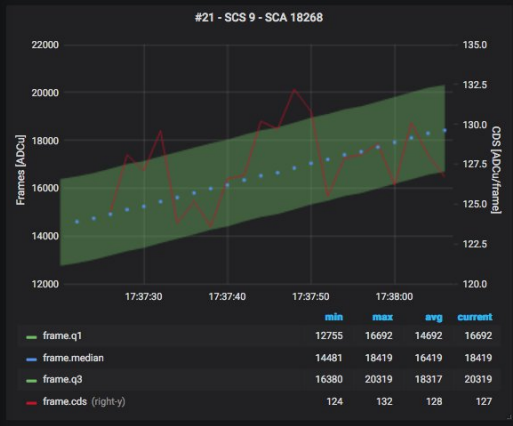 #21 - SCS 9 - SCA 18268
22000 135.0
20000 132.5
130.0
18000 127.5
16000 125.0
14000 122.5
12000 120.0
Frames [ADCu]
CDS [ADCu/frame]
17:37:30 17:37:40 17:37:50 17:38:00
min max avg current
frame.q1 12755 16692 14692 16692
frame.median 14481 18419 16419 18419
frame.q3 16380 20319 18317 20319
frame.cds (right-y) 124 132 128 127